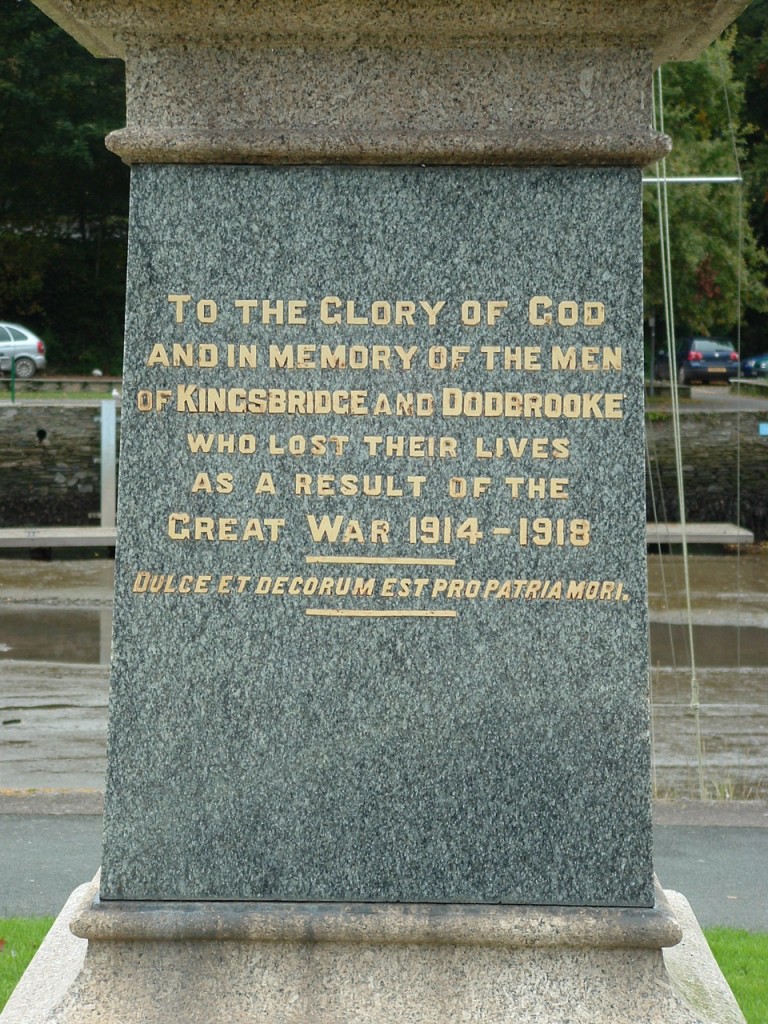 To the Glory of God
and in memory of the men
of Kingsbridge and Dodbrooke
who lost their lives
as a result of the
Great War 1914-1918
Dulce et decorum est pro patria mori.